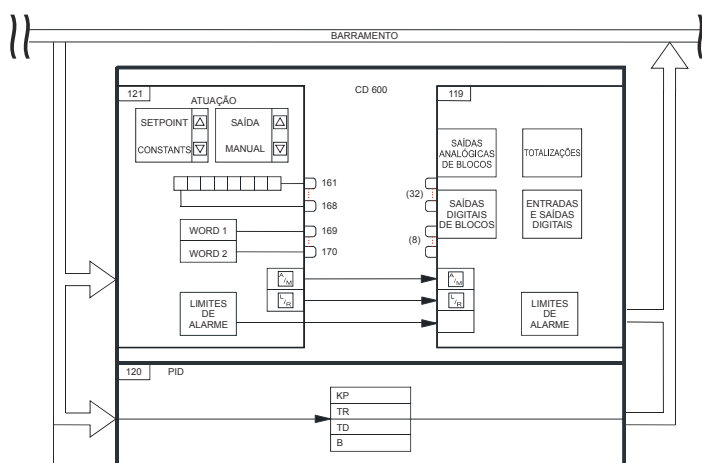 BARRAMENTO
CD 600
121
ATUAÇÃO
SETPOINT
CONSTANTS
SAÍDA
MANUAL
161
168
WORD 1
169
WORD 2
170
A/M
L/R
LIMITES
DE
ALARME
119
SAÍDAS
ANALÓGICAS
DE BLOCOS
TOTALIZAÇÕES
(32)
SAÍDAS
DIGITAIS
DE BLOCOS
ENTRADAS
E SAÍDAS
DIGITAIS
(8)
A/M
L/R
LIMITES
DE
ALARME
120
PID
KP
TR
TD
B